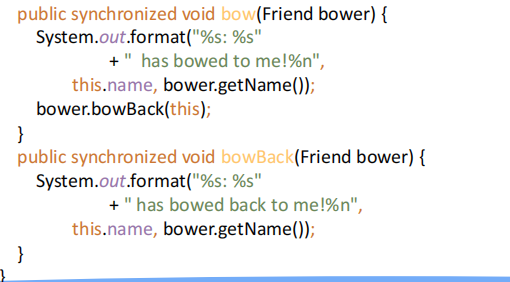 public synchronized void bow(Friend bower) {
System.out.format("%s: %s"
+ "  has bowed to me!%n",
this.name, bower.getName());
bower.bowBack(this);
}
public synchronized void bowBack(Friend bower) {
System.out.format("%s: %s"
+ " has bowed back to me!%n",
this.name, bower.getName());
}
}